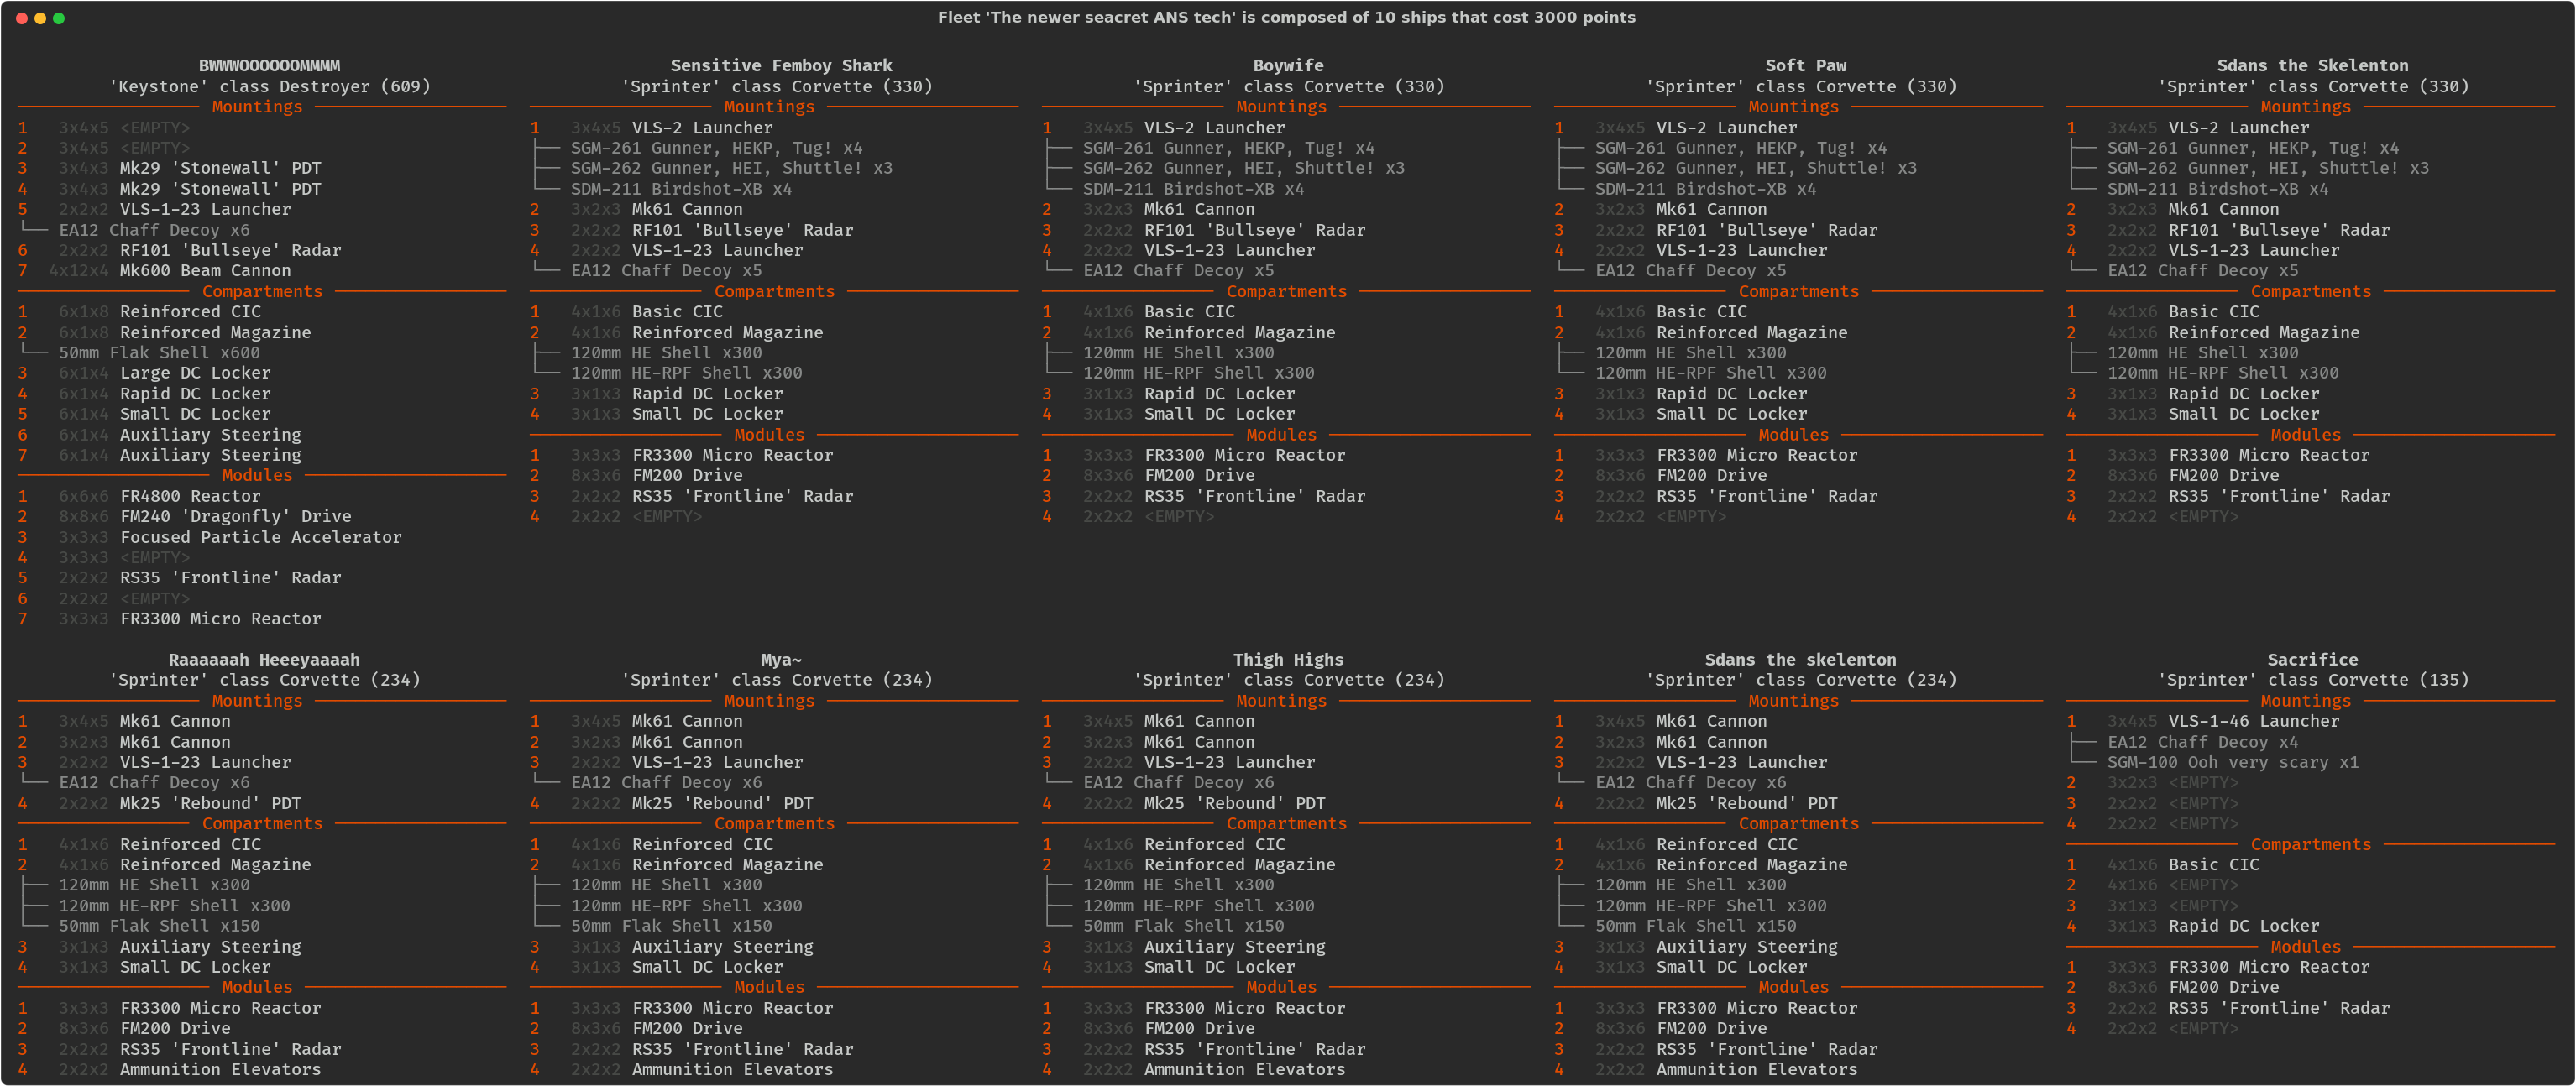 Fleet 'The newer seacret ANS tech' is composed of 10 ships that cost 3000 points
BWWWOOOOOOMMMM
'Keystone' class Destroyer (609)
Mountings
1 3x4x5 <EMPTY>
2 3x4x5 <EMPTY>
3 3x4x3 Mk29 'Stonewall' PDT
4 3x4x3 Mk29 'Stonewall' PDT
5 2x2x2 VLS-1-23 Launcher
EA12 Chaff Decoy x6
6 2x2x2 RF101 'Bullseye' Radar
7 4x12x4 Mk600 Beam Cannon
Compartments
1 6x1x8 Reinforced CIC
2 6x1x8 Reinforced Magazine
50mm Flak Shell x600
3 6x1x4 Large DC Locker
4 6x1x4 Rapid DC Locker
5 6x1x4 Small DC Locker
6 6x1x4 Auxiliary Steering
7 6x1x4 Auxiliary Steering
Modules
1 6x6x6 FR4800 Reactor
2 8x8x6 FM240 'Dragonfly' Drive
3 3x3x3 Focused Particle Accelerator
4 3x3x3 <EMPTY>
5 2x2x2 RS35 'Frontline' Radar
6 2x2x2 <EMPTY>
7 3x3x3 FR3300 Micro Reactor
Sensitive Femboy Shark
'Sprinter' class Corvette (330)
Mountings
1 3x4x5 VLS-2 Launcher
SGM-261 Gunner, HEKP, Tug! x4
SGM-262 Gunner, HEI, Shuttle! x3
SDM-211 Birdshot-XB x4
2 3x2x3 Mk61 Cannon
3 2x2x2 RF101 'Bullseye' Radar
4 2x2x2 VLS-1-23 Launcher
EA12 Chaff Decoy x5
Compartments
1 4x1x6 Basic CIC
2 4x1x6 Reinforced Magazine
120mm HE Shell x300
120mm HE-RPF Shell x300
3 3x1x3 Rapid DC Locker
4 3x1x3 Small DC Locker
Modules
1 3x3x3 FR3300 Micro Reactor
2 8x3x6 FM200 Drive
3 2x2x2 RS35 'Frontline' Radar
4 2x2x2 <EMPTY>
Boywife
'Sprinter' class Corvette (330)
Mountings
1 3x4x5 VLS-2 Launcher
SGM-261 Gunner, HEKP, Tug! x4
SGM-262 Gunner, HEI, Shuttle! x3
SDM-211 Birdshot-XB x4
2 3x2x3 Mk61 Cannon
3 2x2x2 RF101 'Bullseye' Radar
4 2x2x2 VLS-1-23 Launcher
EA12 Chaff Decoy x5
Compartments
1 4x1x6 Basic CIC
2 4x1x6 Reinforced Magazine
120mm HE Shell x300
120mm HE-RPF Shell x300
3 3x1x3 Rapid DC Locker
4 3x1x3 Small DC Locker
Modules
1 3x3x3 FR3300 Micro Reactor
2 8x3x6 FM200 Drive
3 2x2x2 RS35 'Frontline' Radar
4 2x2x2 <EMPTY>
Soft Paw
'Sprinter' class Corvette (330)
Mountings
1 3x4x5 VLS-2 Launcher
SGM-261 Gunner, HEKP, Tug! x4
SGM-262 Gunner, HEI, Shuttle! x3
SDM-211 Birdshot-XB x4
2 3x2x3 Mk61 Cannon
3 2x2x2 RF101 'Bullseye' Radar
4 2x2x2 VLS-1-23 Launcher
EA12 Chaff Decoy x5
Compartments
1 4x1x6 Basic CIC
2 4x1x6 Reinforced Magazine
120mm HE Shell x300
120mm HE-RPF Shell x300
3 3x1x3 Rapid DC Locker
4 3x1x3 Small DC Locker
Modules
1 3x3x3 FR3300 Micro Reactor
2 8x3x6 FM200 Drive
3 2x2x2 RS35 'Frontline' Radar
4 2x2x2 <EMPTY>
Sdans the Skelenton
'Sprinter' class Corvette (330)
Mountings
1 3x4x5 VLS-2 Launcher
SGM-261 Gunner, HEKP, Tug! x4
SGM-262 Gunner, HEI, Shuttle! x3
SDM-211 Birdshot-XB x4
2 3x2x3 Mk61 Cannon
3 2x2x2 RF101 'Bullseye' Radar
4 2x2x2 VLS-1-23 Launcher
EA12 Chaff Decoy x5
Compartments
1 4x1x6 Basic CIC
2 4x1x6 Reinforced Magazine
120mm HE Shell x300
120mm HE-RPF Shell x300
3 3x1x3 Rapid DC Locker
4 3x1x3 Small DC Locker
Modules
1 3x3x3 FR3300 Micro Reactor
2 8x3x6 FM200 Drive
3 2x2x2 RS35 'Frontline' Radar
4 2x2x2 <EMPTY>
Raaaaaah Heeeyaaaah
'Sprinter' class Corvette (234)
Mountings
1 3x4x5 Mk61 Cannon
2 3x2x3 Mk61 Cannon
3 2x2x2 VLS-1-23 Launcher
EA12 Chaff Decoy x6
4 2x2x2 Mk25 'Rebound' PDT
Compartments
1 4x1x6 Reinforced CIC
2 4x1x6 Reinforced Magazine
120mm HE Shell x300
120mm HE-RPF Shell x300
50mm Flak Shell x150
3 3x1x3 Auxiliary Steering
4 3x1x3 Small DC Locker
Modules
1 3x3x3 FR3300 Micro Reactor
2 8x3x6 FM200 Drive
3 2x2x2 RS35 'Frontline' Radar
4 2x2x2 Ammunition Elevators
Mya~
'Sprinter' class Corvette (234)
Mountings
1 3x4x5 Mk61 Cannon
2 3x2x3 Mk61 Cannon
3 2x2x2 VLS-1-23 Launcher
EA12 Chaff Decoy x6
4 2x2x2 Mk25 'Rebound' PDT
Compartments
1 4x1x6 Reinforced CIC
2 4x1x6 Reinforced Magazine
120mm HE Shell x300
120mm HE-RPF Shell x300
50mm Flak Shell x150
3 3x1x3 Auxiliary Steering
4 3x1x3 Small DC Locker
Modules
1 3x3x3 FR3300 Micro Reactor
2 8x3x6 FM200 Drive
3 2x2x2 RS35 'Frontline' Radar
4 2x2x2 Ammunition Elevators
Thigh Highs
'Sprinter' class Corvette (234)
Mountings
1 3x4x5 Mk61 Cannon
2 3x2x3 Mk61 Cannon
3 2x2x2 VLS-1-23 Launcher
EA12 Chaff Decoy x6
4 2x2x2 Mk25 'Rebound' PDT
Compartments
1 4x1x6 Reinforced CIC
2 4x1x6 Reinforced Magazine
120mm HE Shell x300
120mm HE-RPF Shell x300
50mm Flak Shell x150
3 3x1x3 Auxiliary Steering
4 3x1x3 Small DC Locker
Modules
1 3x3x3 FR3300 Micro Reactor
2 8x3x6 FM200 Drive
3 2x2x2 RS35 'Frontline' Radar
4 2x2x2 Ammunition Elevators
Sdans the skelenton
'Sprinter' class Corvette (234)
Mountings
1 3x4x5 Mk61 Cannon
2 3x2x3 Mk61 Cannon
3 2x2x2 VLS-1-23 Launcher
EA12 Chaff Decoy x6
4 2x2x2 Mk25 'Rebound' PDT
Compartments
1 4x1x6 Reinforced CIC
2 4x1x6 Reinforced Magazine
120mm HE Shell x300
120mm HE-RPF Shell x300
50mm Flak Shell x150
3 3x1x3 Auxiliary Steering
4 3x1x3 Small DC Locker
Modules
1 3x3x3 FR3300 Micro Reactor
2 8x3x6 FM200 Drive
3 2x2x2 RS35 'Frontline' Radar
4 2x2x2 Ammunition Elevators
Sacrifice
'Sprinter' class Corvette (135)
Mountings
1 3x4x5 VLS-1-46 Launcher
EA12 Chaff Decoy x4
SGM-100 Ooh very scary x1
2 3x2x3 <EMPTY>
3 2x2x2 <EMPTY>
4 2x2x2 <EMPTY>
Compartments
1 4x1x6 Basic CIC
2 4x1x6 <EMPTY>
3 3x1x3 <EMPTY>
4 3x1x3 Rapid DC Locker
Modules
1 3x3x3 FR3300 Micro Reactor
2 8x3x6 FM200 Drive
3 2x2x2 RS35 'Frontline' Radar
4 2x2x2 <EMPTY>